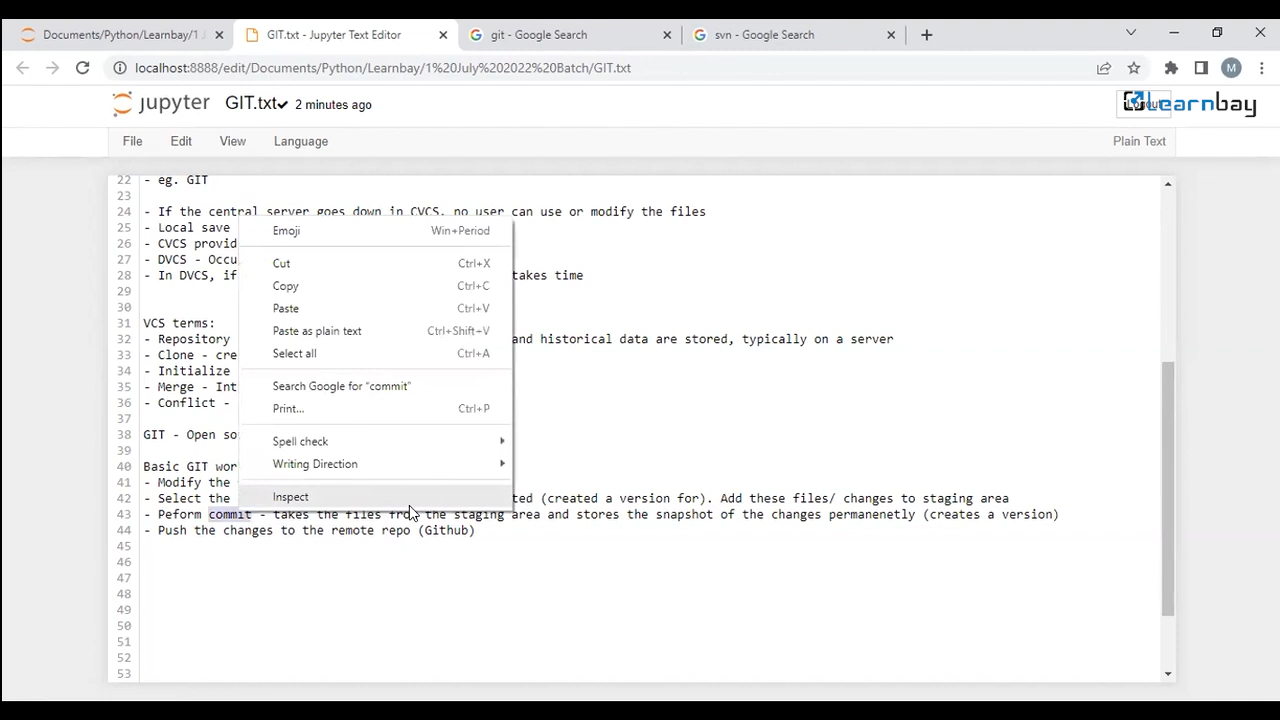 Documents/Python/Learnbay/1
GIT.txt - Jupyter Text Editor
git - Google Search
svn - Google Search
localhost:8888/edit/Documents/Python/Learnbay/1%20July%202022%20Batch/GIT.txt
M
jupyter GIT.txt 2 minutes ago
Learnbay
File Edit View Language Plain Text
22 - eg. GIT
23
24 - If the central server goes down in CVCS, no user can use or modify the files
25 - Local save
26 - CVCS provid
27 - DVCS - Occu
28 - In DVCS, if takes time
29
30
31 VCS terms:
32 - Repository and historical data are stored, typically on a server
33 - Clone - cre
34 - Initialize
35 - Merge - Int
36 - Conflict -
37
38 GIT - Open so
39
40 Basic GIT wor
41 - Modify the
42 - Select the ted (created a version for). Add these files/ changes to staging area
43 - Peform commit - takes the files from the staging area and stores the snapshot of the changes permanenetly (creates a version)
44 - Push the changes to the remote repo (Github)
45
46
47
48
49
50
51
52
53
Emoji Win+Period
Cut Ctrl+X
Copy Ctrl+C
Paste Ctrl+V
Paste as plain text Ctrl+Shift+V
Select all Ctrl+A
Search Google for “commit”
Print... Ctrl+P
Spell check
Writing Direction
Inspect